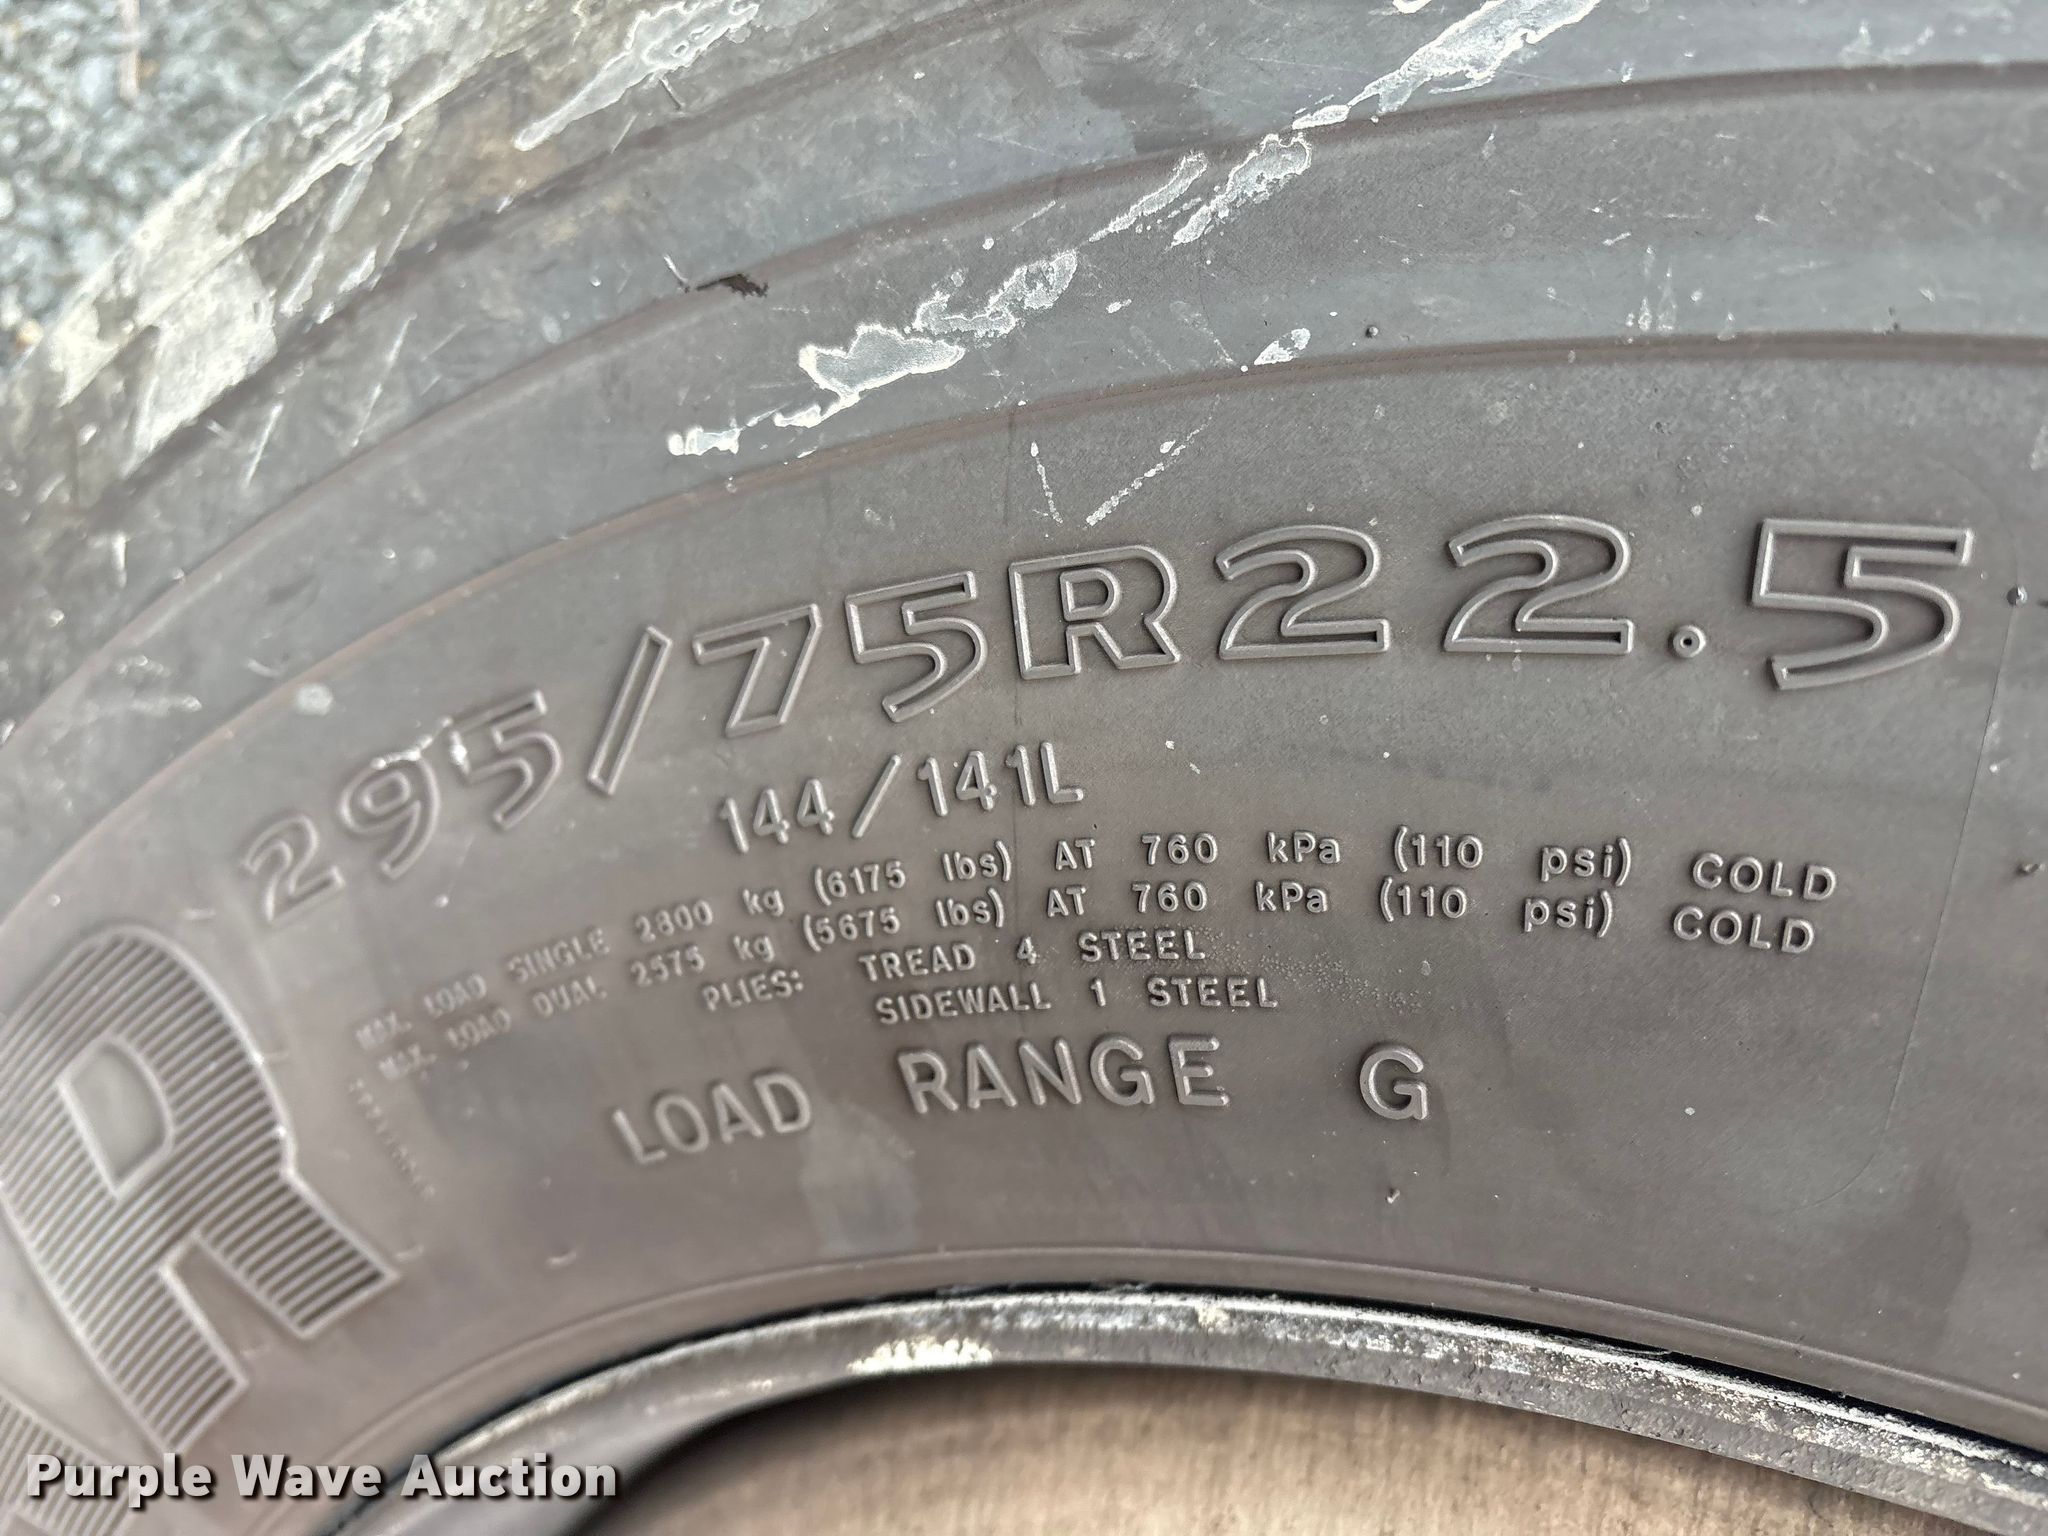 295/75R22.5
144/141L
MAX. LOAD SINGLE 2800 kg (6175 lbs) AT 760 kPa (110 psi) COLD
MAX. LOAD DUAL 2575 kg (5675 lbs) AT 760 kPa (110 psi) COLD
PLIES: TREAD 4 STEEL
SIDEWALL 1 STEEL
LOAD RANGE G
R
Purple Wave Auction